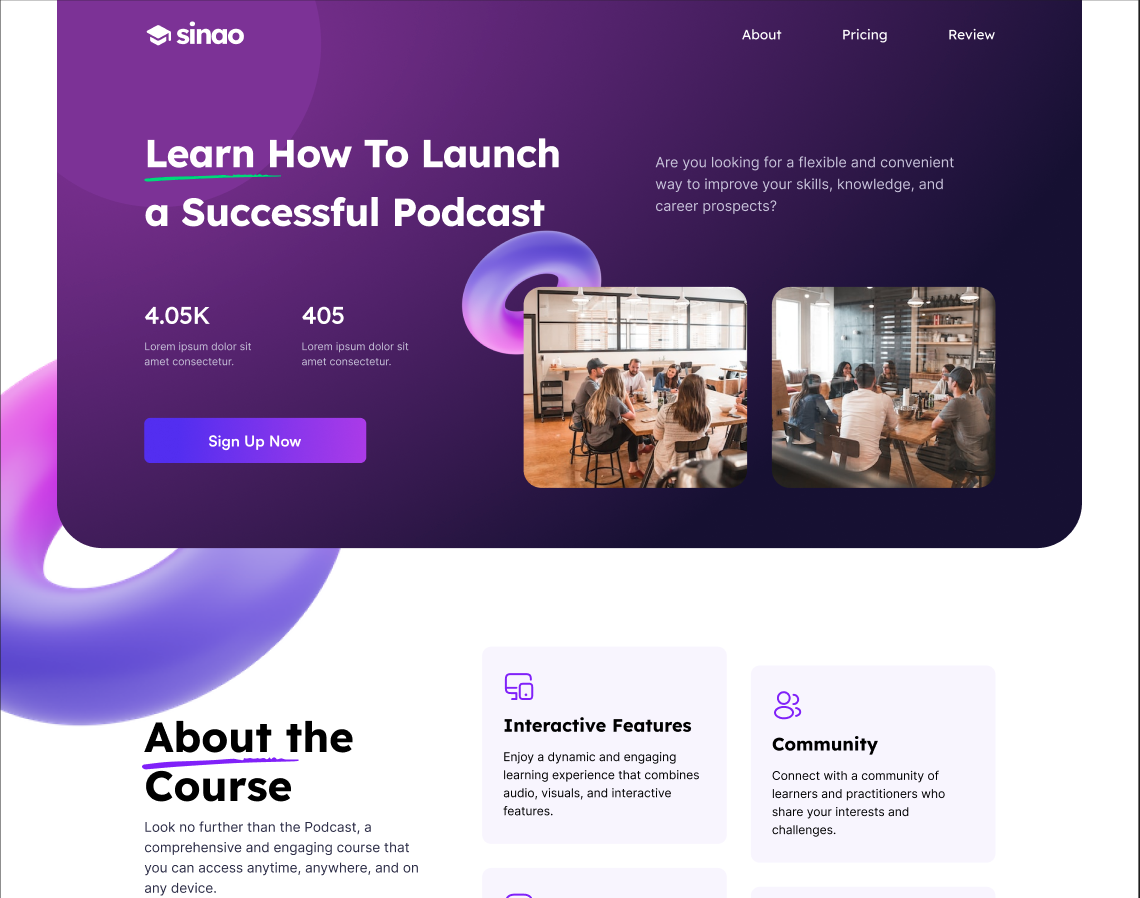 sinao
About
Pricing
Review
Learn How To Launch
a Successful Podcast
Are you looking for a flexible and convenient
way to improve your skills, knowledge, and
career prospects?
4.05K
Lorem ipsum dolor sit
amet consectetur.
405
Lorem ipsum dolor sit
amet consectetur.
Sign Up Now
About the
Course
Look no further than the Podcast, a
comprehensive and engaging course that
you can access anytime, anywhere, and on
any device.
Interactive Features
Enjoy a dynamic and engaging
learning experience that combines
audio, visuals, and interactive
features.
Community
Connect with a community of
learners and practitioners who
share your interests and
challenges.